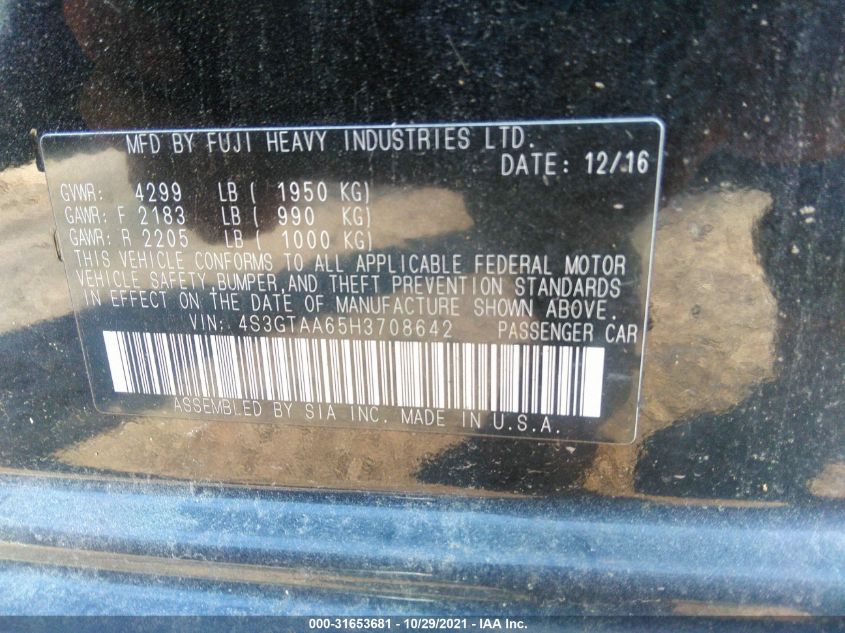 MFD BY FUJI HEAVY INDUSTRIES LTD.
DATE: 12/16
GVWR: 4299 LB ( 1950 KG)
GAWR: F 2183 LB ( 990 KG)
GAWR: R 2205 LB ( 1000 KG)
THIS VEHICLE CONFORMS TO ALL APPLICABLE FEDERAL MOTOR
VEHICLE SAFETY,BUMPER,AND THEFT PREVENTION STANDARDS
IN EFFECT ON THE DATE OF MANUFACTURE SHOWN ABOVE.
VIN: 4S3GTAA65H3708642 PASSENGER CAR
ASSEMBLED BY SIA INC. MADE IN U.S.A.
000-31653681 - 10/29/2021 - IAA Inc.